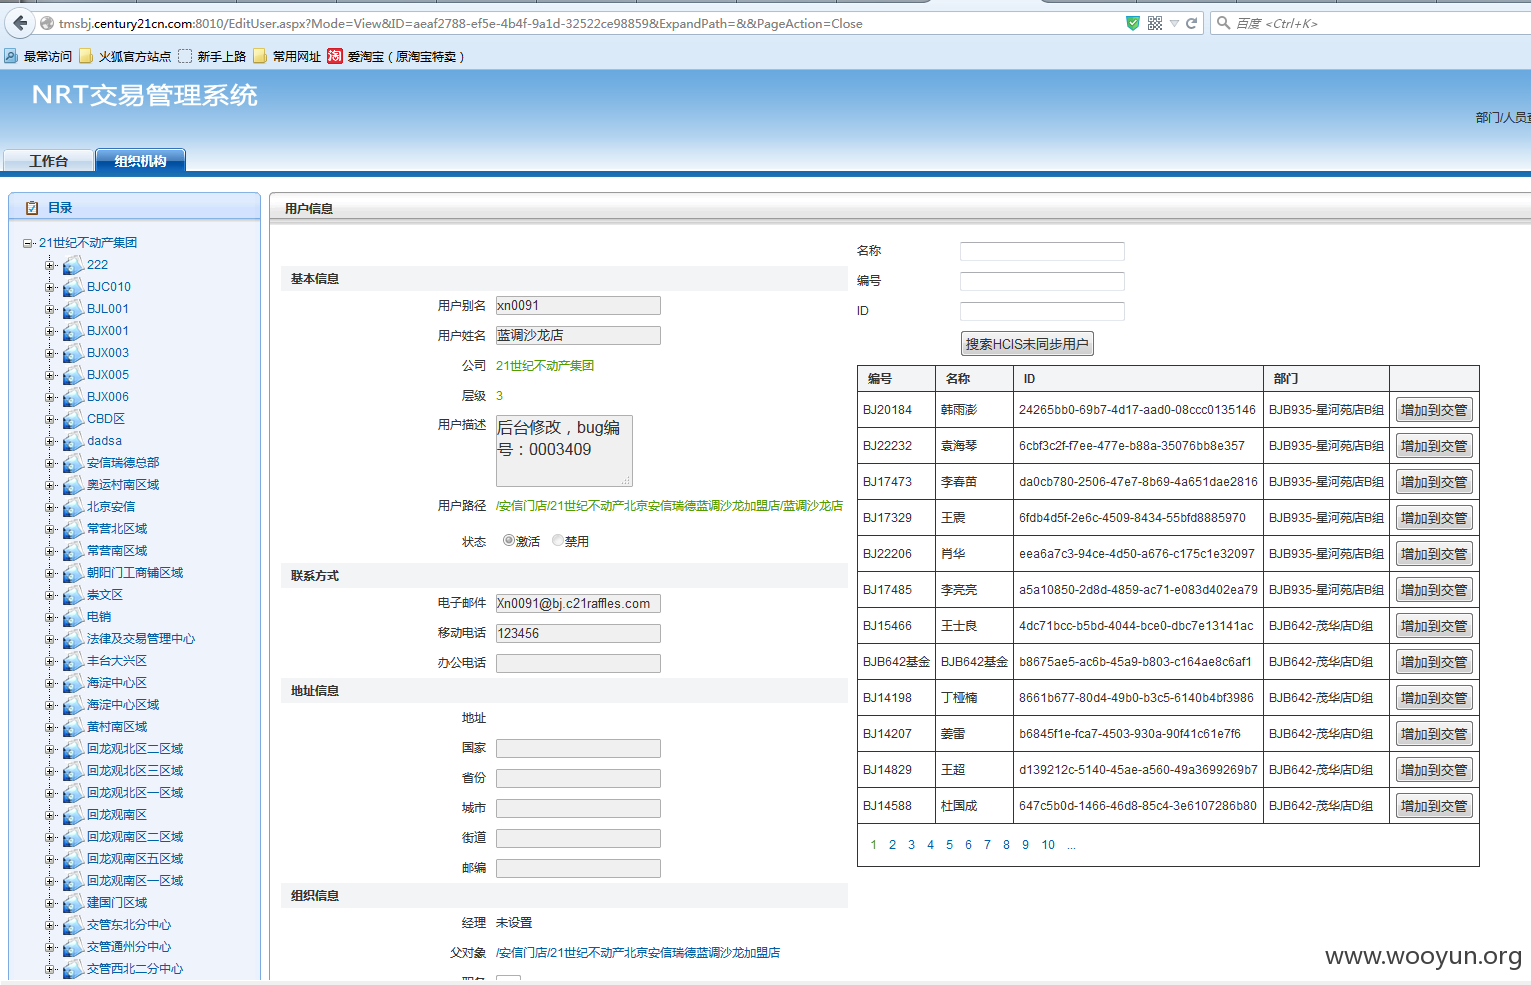 tmsbj.century21cn.com:8010/EditUser.aspx?Mode=View&ID=aeaf2788-ef5e-4b4f-9a1d-32522ce98859&ExpandPath=&&PageAction=Close
百度 <Ctrl+K>
最常访问 火狐官方站点 新手上路 常用网址 淘 爱淘宝（原淘宝特卖）
NRT交易管理系统
部门/人员
工作台 组织机构
目录
21世纪不动产集团
222
BJC010
BJL001
BJX001
BJX003
BJX005
BJX006
CBD区
dadsa
安信瑞德总部
奥运村南区域
北京安信
常营北区域
常营南区域
朝阳门工商铺区域
崇文区
电销
法律及交易管理中心
丰台大兴区
海淀中心区
海淀中心区域
黄村南区域
回龙观北区二区域
回龙观北区三区域
回龙观北区一区域
回龙观南区
回龙观南区二区域
回龙观南区五区域
回龙观南区一区域
建国门区域
交管东北分中心
交管通州分中心
交管西北二分中心
用户信息
基本信息
用户别名 xn0091
用户姓名 蓝调沙龙店
公司 21世纪不动产集团
层级 3
用户描述 后台修改，bug编
号：0003409
用户路径 /安信门店/21世纪不动产北京安信瑞德蓝调沙龙加盟店/蓝调沙龙店
状态 激活 禁用
联系方式
电子邮件 Xn0091@bj.c21raffles.com
移动电话 123456
办公电话
地址信息
地址
国家
省份
城市
街道
邮编
组织信息
经理 未设置
父对象 /安信门店/21世纪不动产北京安信瑞德蓝调沙龙加盟店
名称
编号
ID
搜索HCIS未同步用户
编号 名称 ID 部门
BJ20184 韩雨澎 24265bb0-69b7-4d17-aad0-08ccc0135146 BJB935-星河苑店B组 增加到交管
BJ22232 袁海琴 6cbf3c2f-f7ee-477e-b88a-35076bb8e357 BJB935-星河苑店B组 增加到交管
BJ17473 李春苗 da0cb780-2506-47e7-8b69-4a651dae2816 BJB935-星河苑店B组 增加到交管
BJ17329 王震 6fdb4d5f-2e6c-4509-8434-55bfd8885970 BJB935-星河苑店B组 增加到交管
BJ22206 肖华 eea6a7c3-94ce-4d50-a676-c175c1e32097 BJB935-星河苑店B组 增加到交管
BJ17485 李亮亮 a5a10850-2d8d-4859-ac71-e083d402ea79 BJB935-星河苑店B组 增加到交管
BJ15466 王士良 4dc71bcc-b5bd-4044-bce0-dbc7e13141ac BJB642-茂华店D组 增加到交管
BJB642基金 BJB642基金 b8675ae5-ac6b-45a9-b803-c164ae8c6af1 BJB642-茂华店D组 增加到交管
BJ14198 丁桠楠 8661b677-80d4-49b0-b3c5-6140b4bf3986 BJB642-茂华店D组 增加到交管
BJ14207 姜雷 b6845f1e-fca7-4503-930a-90f41c61e7f6 BJB642-茂华店D组 增加到交管
BJ14829 王超 d139212c-5140-45ae-a560-49a3699269b7 BJB642-茂华店D组 增加到交管
BJ14588 杜国成 647c5b0d-1466-46d8-85c4-3e6107286b80 BJB642-茂华店D组 增加到交管
1 2 3 4 5 6 7 8 9 10 ...
www.wooyun.org